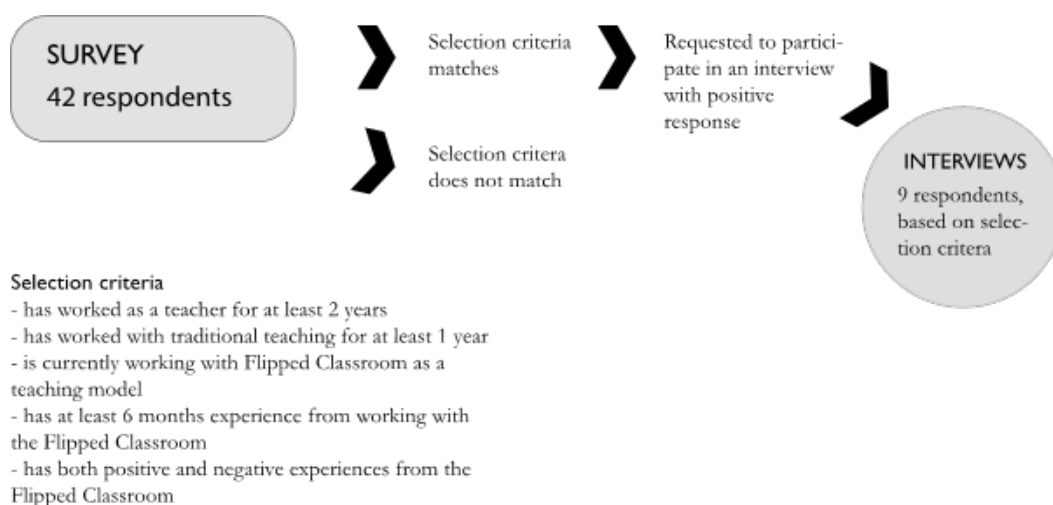 SURVEY
42 respondents
Selection criteria
matches
Requested to partici-
pate in an interview
with positive
response
Selection critera
does not match
INTERVIEWS
9 respondents,
based on selec-
tion critera
Selection criteria
- has worked as a teacher for at least 2 years
- has worked with traditional teaching for at least 1 year
- is currently working with Flipped Classroom as a
teaching model
- has at least 6 months experience from working with
the Flipped Classroom
- has both positive and negative experiences from the
Flipped Classroom